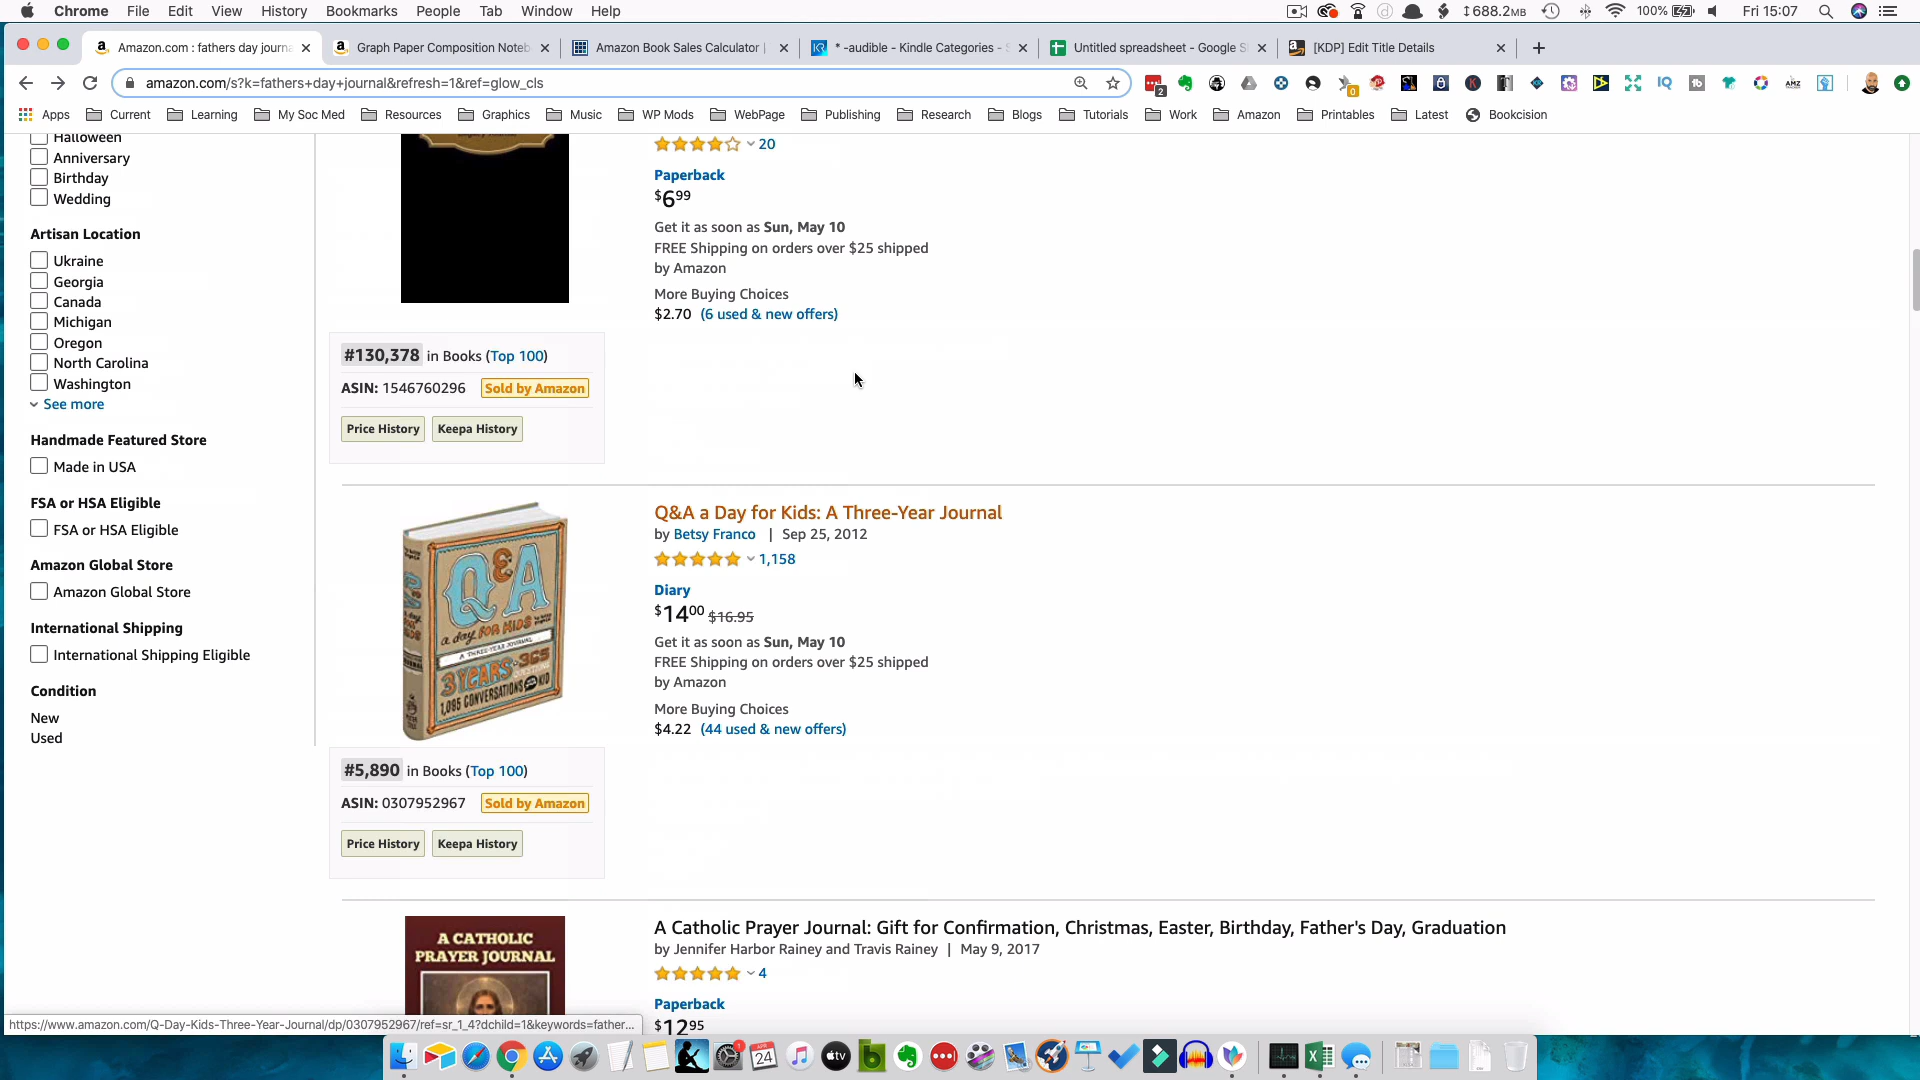 Chrome File Edit View History Bookmarks People Tab Window Help 688.2MB 100% Fri 15:07
Amazon.com : fathers day journa
Graph Paper Composition Noteb
Amazon Book Sales Calculator |
* -audible - Kindle Categories - S
Untitled spreadsheet - Google S
[KDP] Edit Title Details
amazon.com/s?k=fathers+day+journal&refresh=1&ref=glow_cls
Apps Current Learning My Soc Med Resources Graphics Music WP Mods WebPage Publishing Research Blogs Tutorials Work Amazon Printables Latest Bookcision
Halloween
Anniversary
Birthday
Wedding
Artisan Location
Ukraine
Georgia
Canada
Michigan
Oregon
North Carolina
Washington
See more
Handmade Featured Store
Made in USA
FSA or HSA Eligible
FSA or HSA Eligible
Amazon Global Store
Amazon Global Store
International Shipping
International Shipping Eligible
Condition
New
Used
20
Paperback
$6.99
Get it as soon as Sun, May 10
FREE Shipping on orders over $25 shipped
by Amazon
More Buying Choices
$2.70 (6 used & new offers)
#130,378 in Books (Top 100)
ASIN: 1546760296 Sold by Amazon
Price History Keepa History
Q&A
a day FOR KIDS
A THREE-YEAR JOURNAL
3 YEARS 365
1,095 CONVERSATIONS KID
Q&A a Day for Kids: A Three-Year Journal
by Betsy Franco | Sep 25, 2012
1,158
Diary
$14.00 $16.95
Get it as soon as Sun, May 10
FREE Shipping on orders over $25 shipped
by Amazon
More Buying Choices
$4.22 (44 used & new offers)
#5,890 in Books (Top 100)
ASIN: 0307952967 Sold by Amazon
Price History Keepa History
A CATHOLIC
PRAYER JOURNAL
A Catholic Prayer Journal: Gift for Confirmation, Christmas, Easter, Birthday, Father's Day, Graduation
by Jennifer Harbor Rainey and Travis Rainey | May 9, 2017
4
Paperback
$12.95
https://www.amazon.com/Q-Day-Kids-Three-Year-Journal/dp/0307952967/ref=sr_1_4?dchild=1&keywords=father...
APR
24
tv